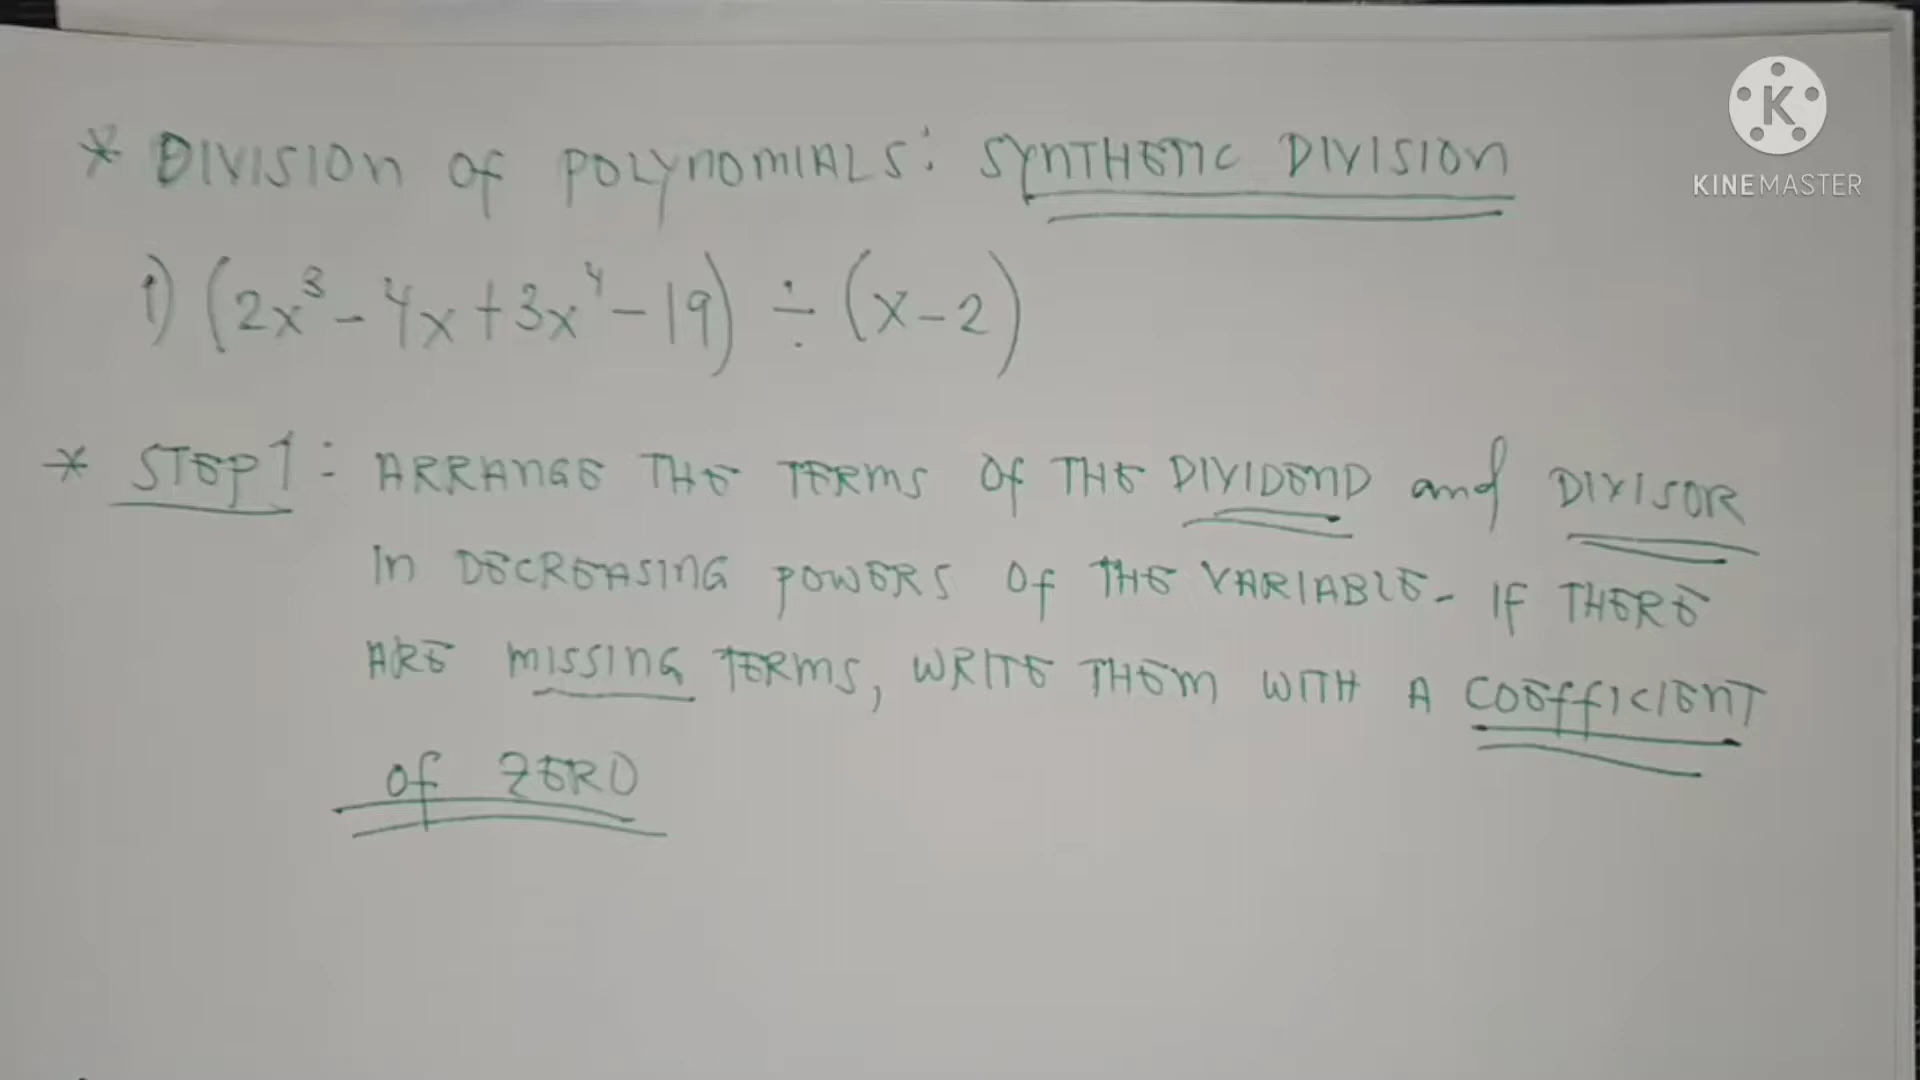 * DIVISION Of POLYnOMIALS: SYnTHETIC DIVISION
K
KINEMASTER
1) (2x³ - 4x + 3x⁴ - 19) ÷ (x - 2)
* STEP 1: ARRAnGE THE TERMS Of THE DIVIDEnD and DIVISOR
In DECREASInG POWERS Of THE VARIABLE. IF THERE
ARE MISSInG TERMS, WRITE THEM WITH A COEffICIEnT
Of ZERO